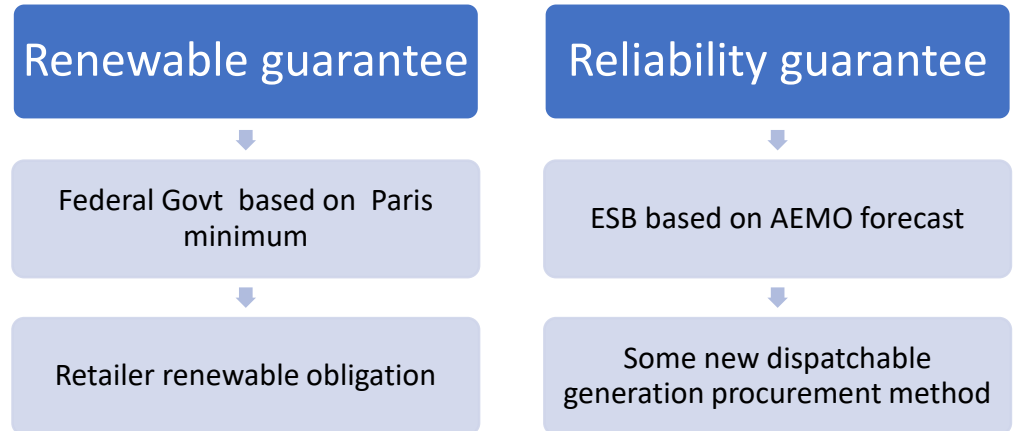 Renewable guarantee
Federal Govt based on Paris
minimum
Retailer renewable obligation
Reliability guarantee
ESB based on AEMO forecast
Some new dispatchable
generation procurement method